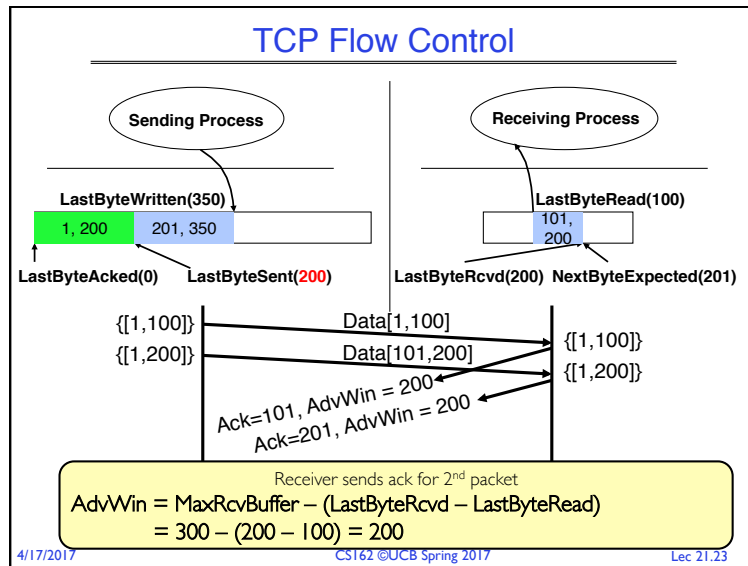 TCP Flow Control
Sending Process
Receiving Process
LastByteWritten(350)
LastByteRead(100)
1, 200
201, 350
101,
200
LastByteAcked(0)
LastByteSent(200)
LastByteRcvd(200)
NextByteExpected(201)
{[1,100]}
Data[1,100]
{[1,100]}
{[1,200]}
Data[101,200]
{[1,200]}
Ack=101, AdvWin = 200
Ack=201, AdvWin = 200
Receiver sends ack for 2nd packet
AdvWin = MaxRcvBuffer – (LastByteRcvd – LastByteRead)
= 300 – (200 – 100) = 200
4/17/2017
CS162 ©UCB Spring 2017
Lec 21.23